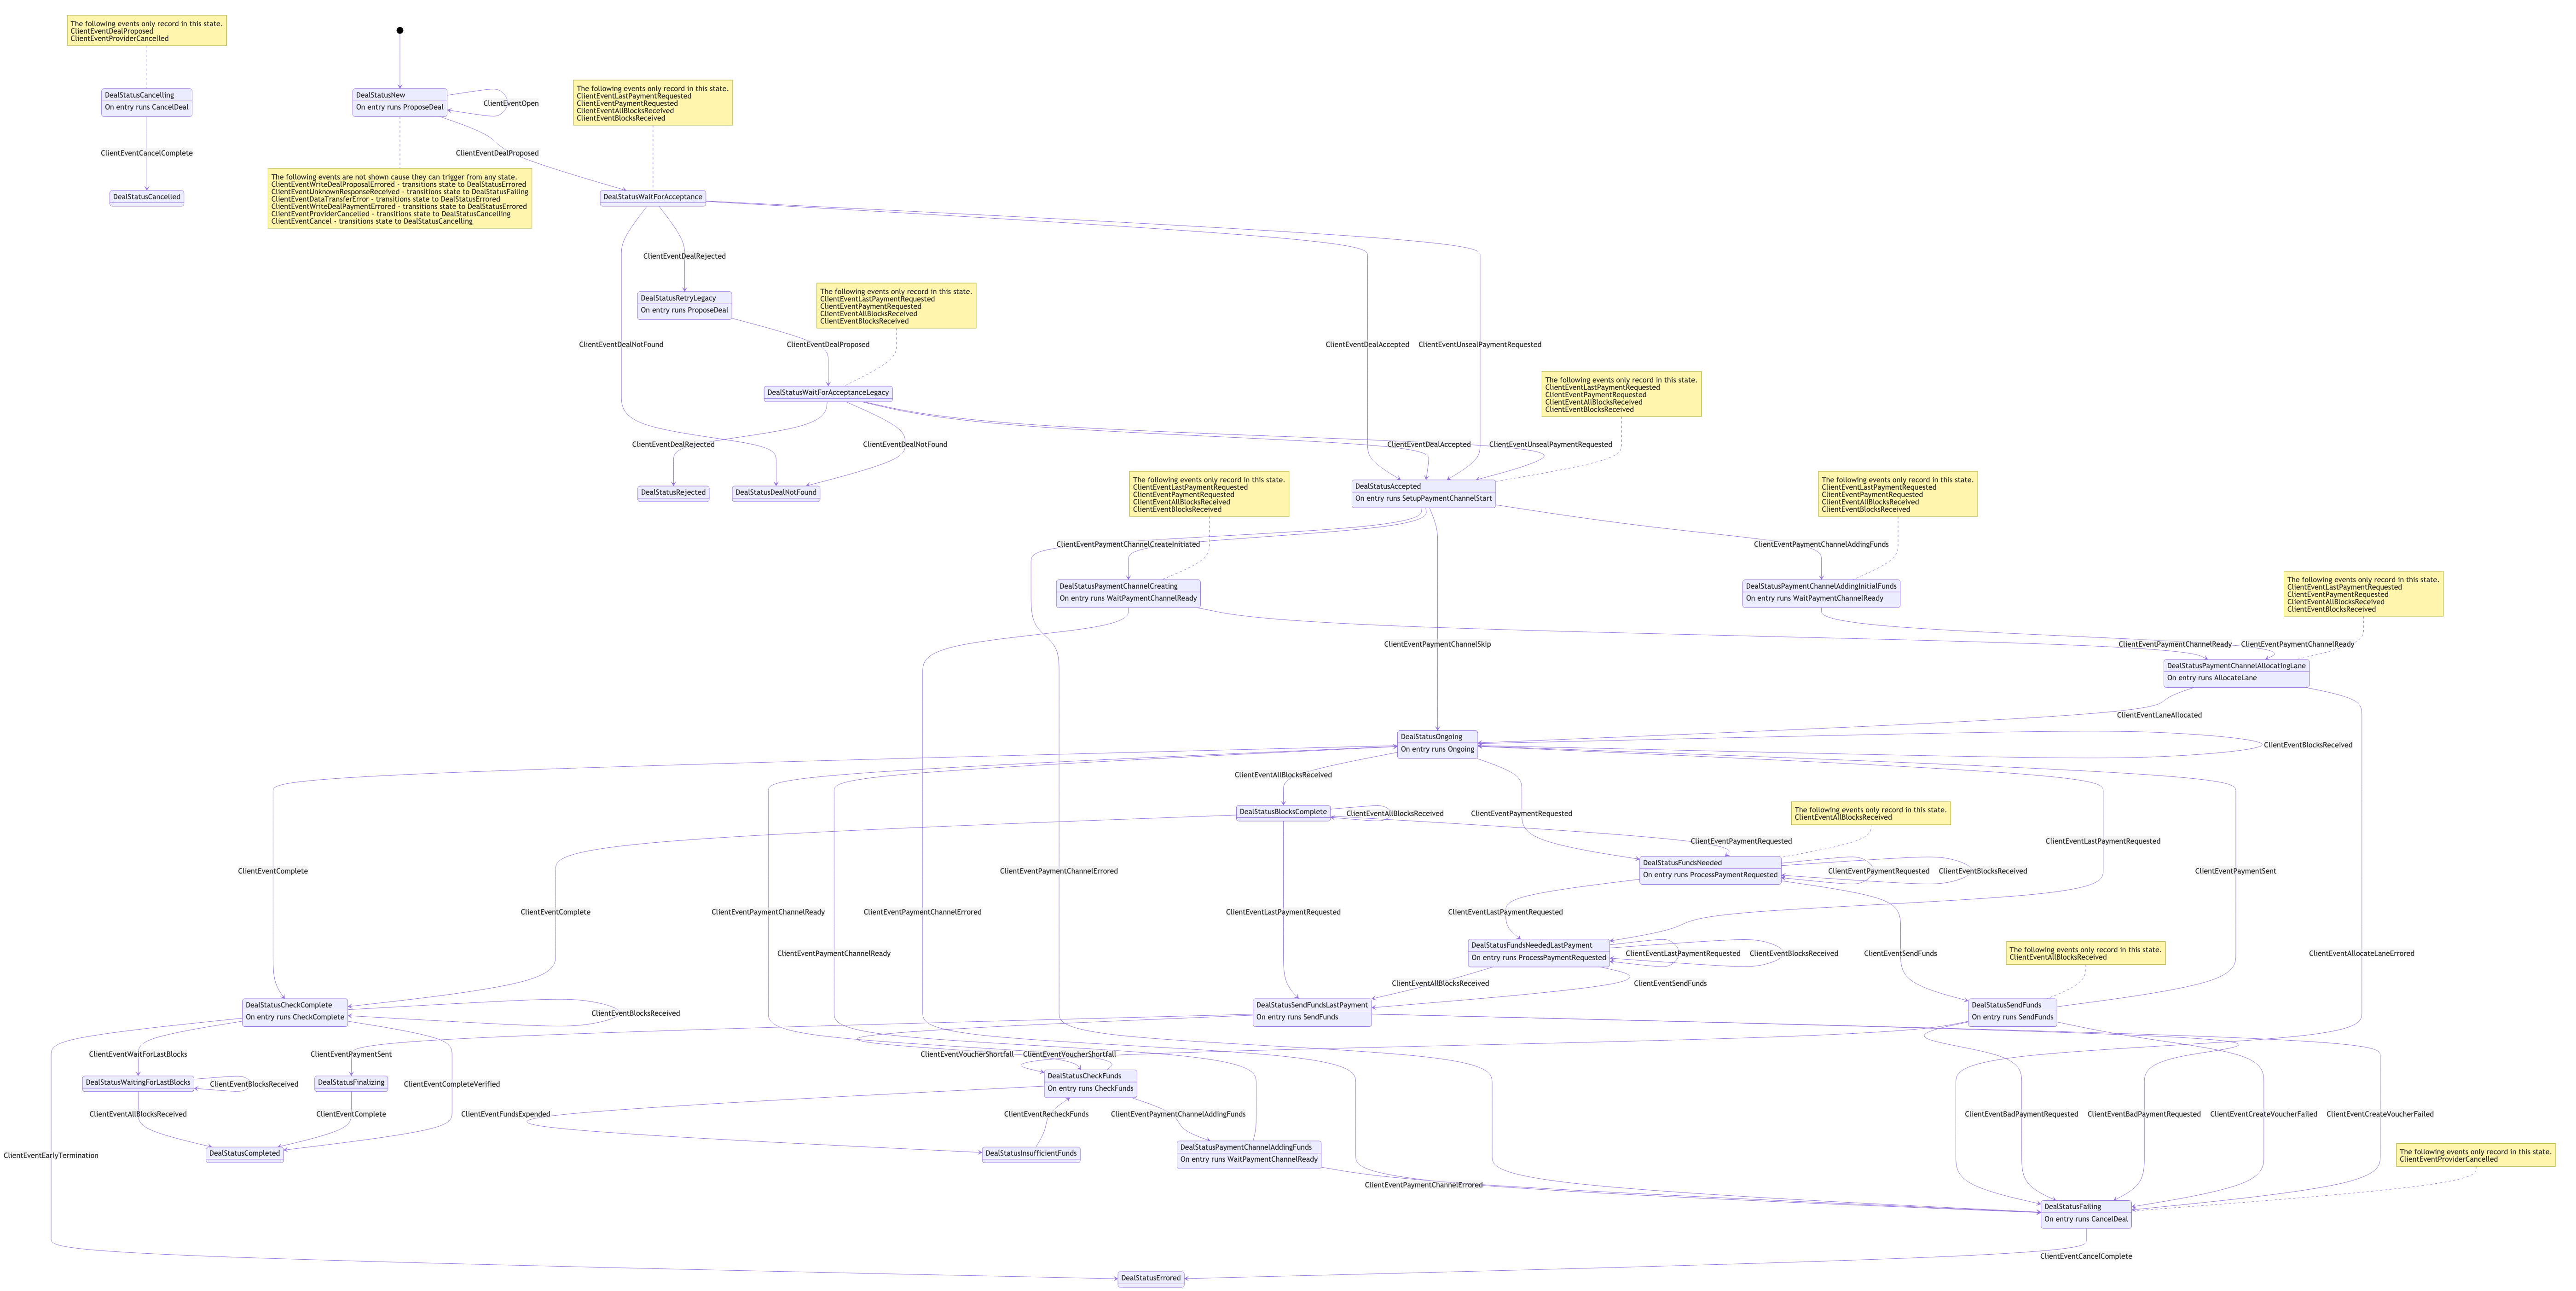 The following events only record in this state.
ClientEventDealProposed
ClientEventProviderCancelled
DealStatusCancelling
On entry runs CancelDeal
ClientEventCancelComplete
DealStatusCancelled
DealStatusNew
On entry runs ProposeDeal
ClientEventOpen
ClientEventDealProposed
The following events are not shown cause they can trigger from any state.
ClientEventWriteDealProposalErrored - transitions state to DealStatusErrored
ClientEventUnknownResponseReceived - transitions state to DealStatusFailing
ClientEventDataTransferError - transitions state to DealStatusErrored
ClientEventWriteDealPaymentErrored - transitions state to DealStatusErrored
ClientEventProviderCancelled - transitions state to DealStatusCancelling
ClientEventCancel - transitions state to DealStatusCancelling
The following events only record in this state.
ClientEventLastPaymentRequested
ClientEventPaymentRequested
ClientEventAllBlocksReceived
ClientEventBlocksReceived
DealStatusWaitForAcceptance
ClientEventDealRejected
DealStatusRetryLegacy
On entry runs ProposeDeal
The following events only record in this state.
ClientEventLastPaymentRequested
ClientEventPaymentRequested
ClientEventAllBlocksReceived
ClientEventBlocksReceived
ClientEventDealNotFound
ClientEventDealProposed
ClientEventDealAccepted
ClientEventUnsealPaymentRequested
DealStatusWaitForAcceptanceLegacy
The following events only record in this state.
ClientEventLastPaymentRequested
ClientEventPaymentRequested
ClientEventAllBlocksReceived
ClientEventBlocksReceived
ClientEventDealRejected
ClientEventDealNotFound
ClientEventDealAccepted
ClientEventUnsealPaymentRequested
DealStatusRejected
DealStatusDealNotFound
DealStatusAccepted
On entry runs SetupPaymentChannelStart
The following events only record in this state.
ClientEventLastPaymentRequested
ClientEventPaymentRequested
ClientEventAllBlocksReceived
ClientEventBlocksReceived
The following events only record in this state.
ClientEventLastPaymentRequested
ClientEventPaymentRequested
ClientEventAllBlocksReceived
ClientEventBlocksReceived
ClientEventPaymentChannelCreateInitiated
ClientEventPaymentChannelAddingFunds
DealStatusPaymentChannelCreating
On entry runs WaitPaymentChannelReady
DealStatusPaymentChannelAddingInitialFunds
On entry runs WaitPaymentChannelReady
The following events only record in this state.
ClientEventLastPaymentRequested
ClientEventPaymentRequested
ClientEventAllBlocksReceived
ClientEventBlocksReceived
ClientEventPaymentChannelSkip
ClientEventPaymentChannelReady
ClientEventPaymentChannelReady
DealStatusPaymentChannelAllocatingLane
On entry runs AllocateLane
ClientEventLaneAllocated
DealStatusOngoing
On entry runs Ongoing
ClientEventBlocksReceived
ClientEventAllBlocksReceived
DealStatusBlocksComplete
ClientEventAllBlocksReceived
ClientEventPaymentRequested
The following events only record in this state.
ClientEventAllBlocksReceived
ClientEventPaymentRequested
ClientEventLastPaymentRequested
DealStatusFundsNeeded
On entry runs ProcessPaymentRequested
ClientEventPaymentRequested
ClientEventBlocksReceived
ClientEventPaymentSent
ClientEventComplete
ClientEventPaymentChannelErrored
ClientEventComplete
ClientEventPaymentChannelReady
ClientEventPaymentChannelErrored
ClientEventLastPaymentRequested
ClientEventLastPaymentRequested
DealStatusFundsNeededLastPayment
On entry runs ProcessPaymentRequested
ClientEventLastPaymentRequested
ClientEventBlocksReceived
ClientEventPaymentChannelReady
ClientEventSendFunds
The following events only record in this state.
ClientEventAllBlocksReceived
ClientEventAllocateLaneErrored
ClientEventAllBlocksReceived
ClientEventSendFunds
DealStatusCheckComplete
On entry runs CheckComplete
ClientEventBlocksReceived
DealStatusSendFundsLastPayment
On entry runs SendFunds
DealStatusSendFunds
On entry runs SendFunds
ClientEventWaitForLastBlocks
ClientEventPaymentSent
ClientEventVoucherShortfall
ClientEventVoucherShortfall
DealStatusWaitingForLastBlocks
ClientEventBlocksReceived
DealStatusFinalizing
ClientEventCompleteVerified
DealStatusCheckFunds
On entry runs CheckFunds
ClientEventAllBlocksReceived
ClientEventComplete
ClientEventFundsExpended
ClientEventRecheckFunds
ClientEventPaymentChannelAddingFunds
ClientEventBadPaymentRequested
ClientEventBadPaymentRequested
ClientEventCreateVoucherFailed
ClientEventCreateVoucherFailed
ClientEventEarlyTermination
DealStatusCompleted
DealStatusInsufficientFunds
DealStatusPaymentChannelAddingFunds
On entry runs WaitPaymentChannelReady
The following events only record in this state.
ClientEventProviderCancelled
ClientEventPaymentChannelErrored
DealStatusFailing
On entry runs CancelDeal
ClientEventCancelComplete
DealStatusErrored